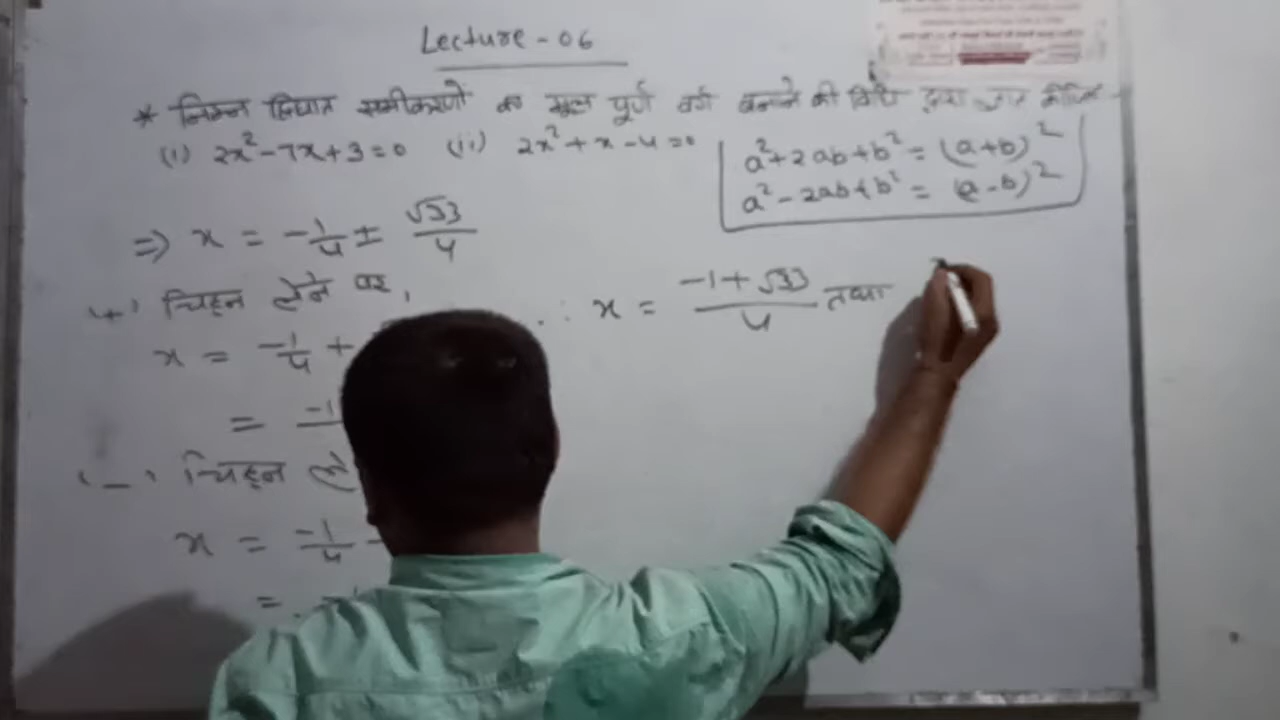 Lecture - 06
* निम्न द्विघात समीकरणों का मूल पूर्ण वर्ग बनाने की विधि द्वारा ज्ञात कीजिए -
(i) 2x² - 7x + 3 = 0 (ii) 2x² + x - 4 = 0
a² + 2ab + b² = (a + b)²
a² - 2ab + b² = (a - b)²
=> x = -1/4 ± √33/4
'+' चिह्न लेने पर,
x = -1/4 +
= -1
'-' चिह्न ले
x = -1/4 -
=
∴ x = (-1 + √33)/4 तथा